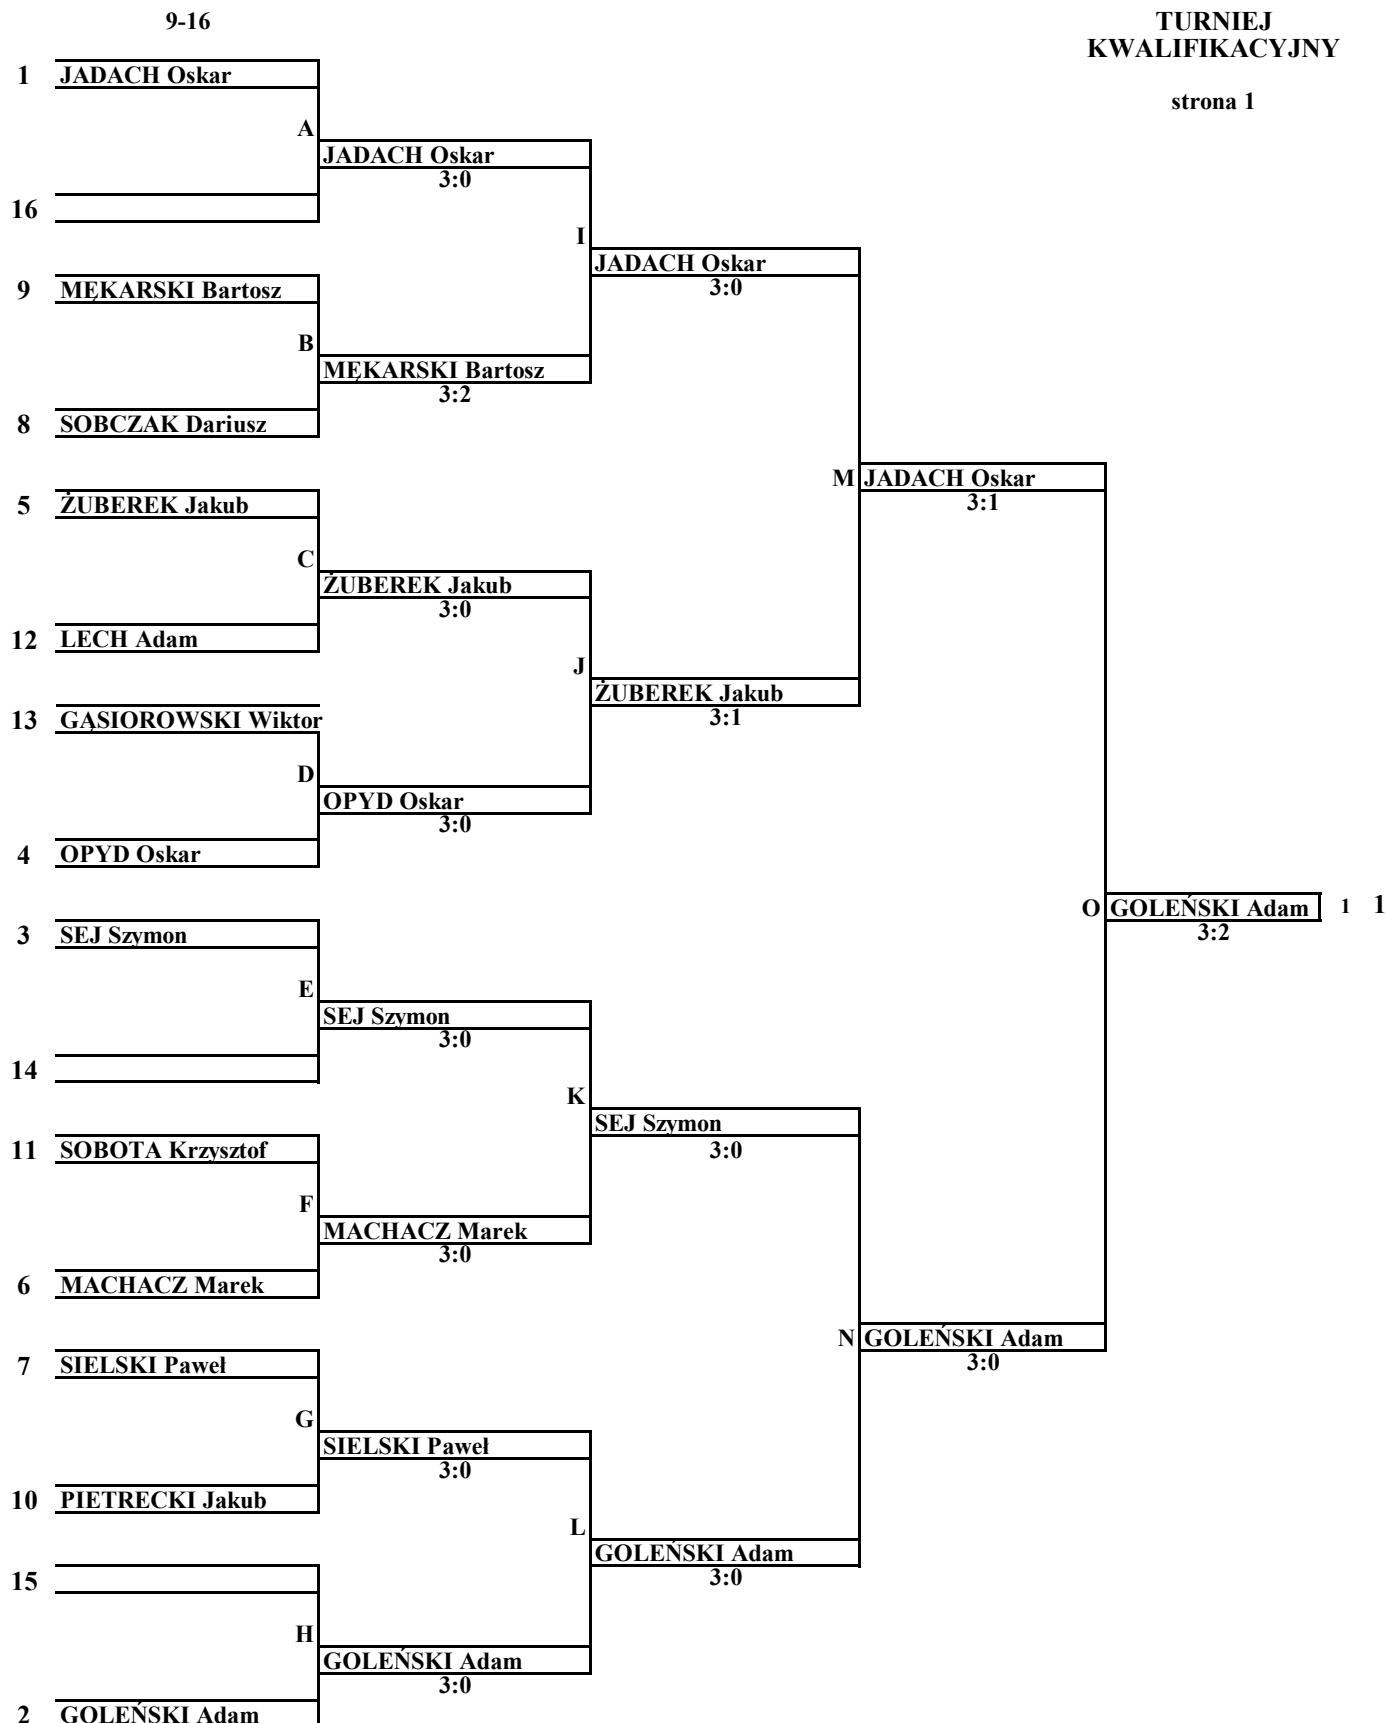 9-16
TURNIEJ
KWALIFIKACYJNY
strona 1
1 JADACH Oskar
A
JADACH Oskar
3:0
16
I
JADACH Oskar
3:0
9 MĘKARSKI Bartosz
B
MĘKARSKI Bartosz
3:2
8 SOBCZAK Dariusz
M JADACH Oskar
3:1
5 ŻUBEREK Jakub
C
ŻUBEREK Jakub
3:0
12 LECH Adam
J
ŻUBEREK Jakub
3:1
13 GĄSIOROWSKI Wiktor
D
OPYD Oskar
3:0
4 OPYD Oskar
O GOLEŃSKI Adam 1 1
3:2
3 SEJ Szymon
E
SEJ Szymon
3:0
14
K
SEJ Szymon
3:0
11 SOBOTA Krzysztof
F
MACHACZ Marek
3:0
6 MACHACZ Marek
N GOLEŃSKI Adam
3:0
7 SIELSKI Paweł
G
SIELSKI Paweł
3:0
10 PIETRECKI Jakub
L
GOLEŃSKI Adam
3:0
15
H
GOLEŃSKI Adam
3:0
2 GOLEŃSKI Adam